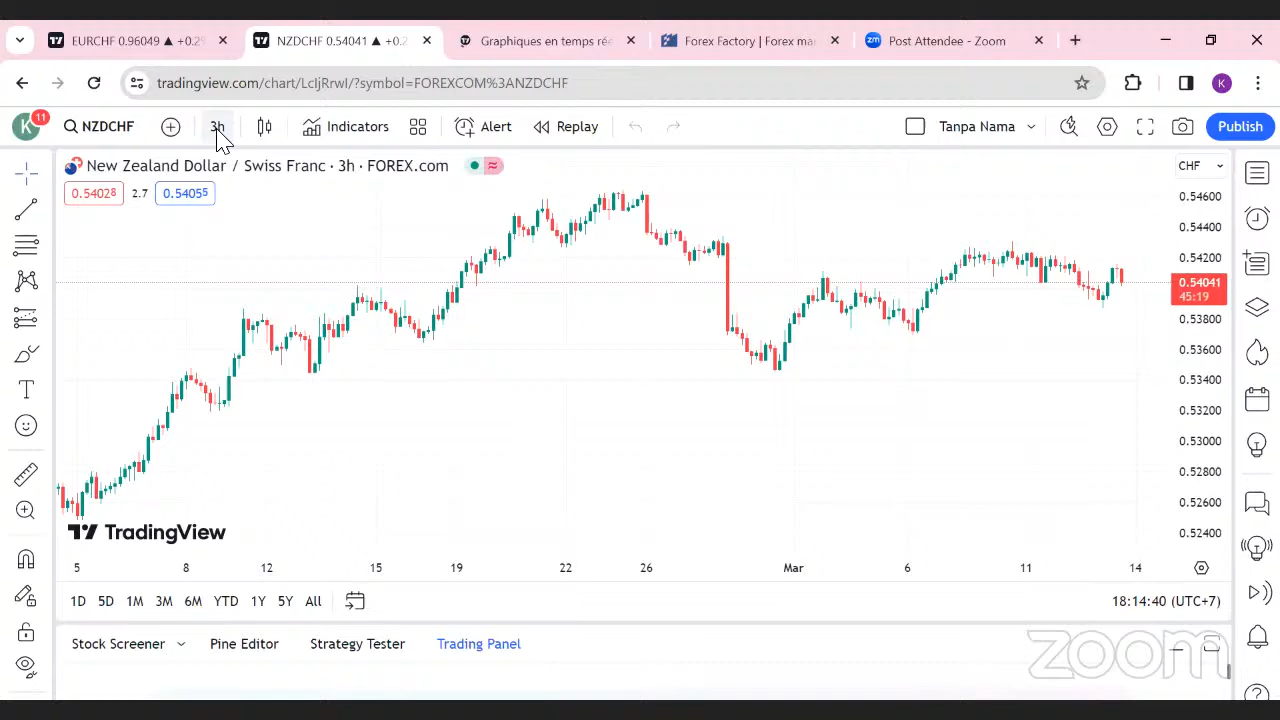 EURCHF 0.96049 ▲ +0.29
NZDCHF 0.54041 ▲ +0.2
Graphiques en temps rée
Forex Factory | Forex mar
Post Attendee - Zoom
tradingview.com/chart/LcIjRrwI/?symbol=FOREXCOM%3ANZDCHF
K
K
11
NZDCHF
3h
Indicators
Alert
Replay
Tanpa Nama
Publish
New Zealand Dollar / Swiss Franc · 3h · FOREX.com
CHF
0.54028
2.7
0.54055
0.54600
0.54400
0.54200
0.54041
45:19
0.53800
0.53600
0.53400
0.53200
0.53000
0.52800
0.52600
0.52400
TradingView
5
8
12
15
19
22
26
Mar
6
11
14
1D
5D
1M
3M
6M
YTD
1Y
5Y
All
18:14:40 (UTC+7)
Stock Screener
Pine Editor
Strategy Tester
Trading Panel
zoom